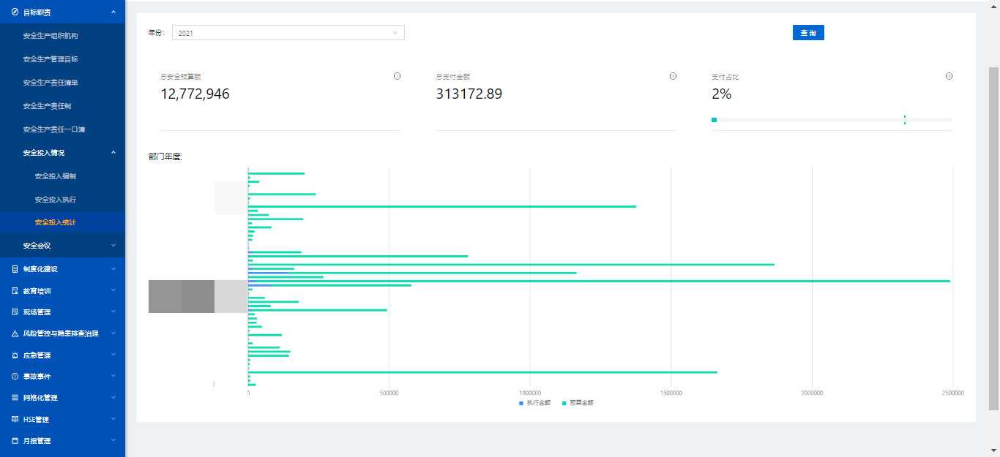 目标职责
安全生产组织机构
安全生产管理目标
安全生产责任清单
安全生产责任制
安全生产责任一口清
安全投入情况
安全投入编制
安全投入执行
安全投入统计
安全会议
制度化建设
教育培训
现场管理
风险管控与隐患排查治理
应急管理
事故事件
网格化管理
HSE管理
月报管理
年份: 2021
查 询
总安全预算额
12,772,946
总支付金额
313172.89
支付占比
2%
部门年度
0 500000 1000000 1500000 2000000 2500000
执行金额 预算金额